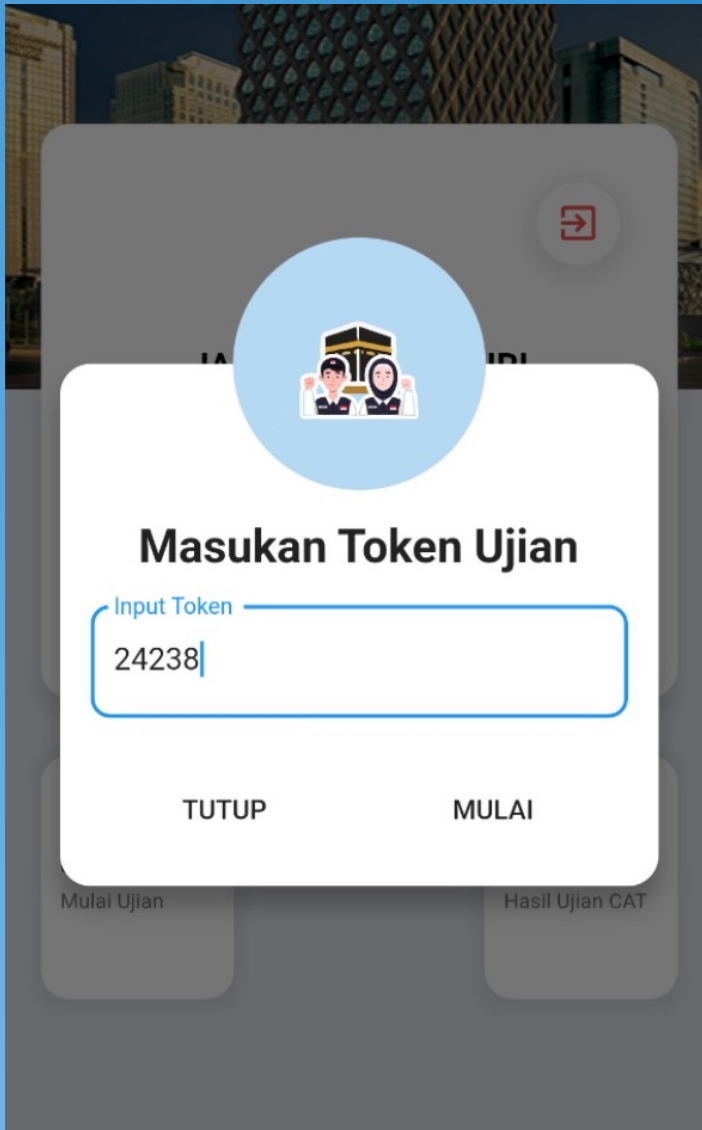 Masukan Token Ujian
Input Token
24238
TUTUP
MULAI
Mulai Ujian
Hasil Ujian CAT